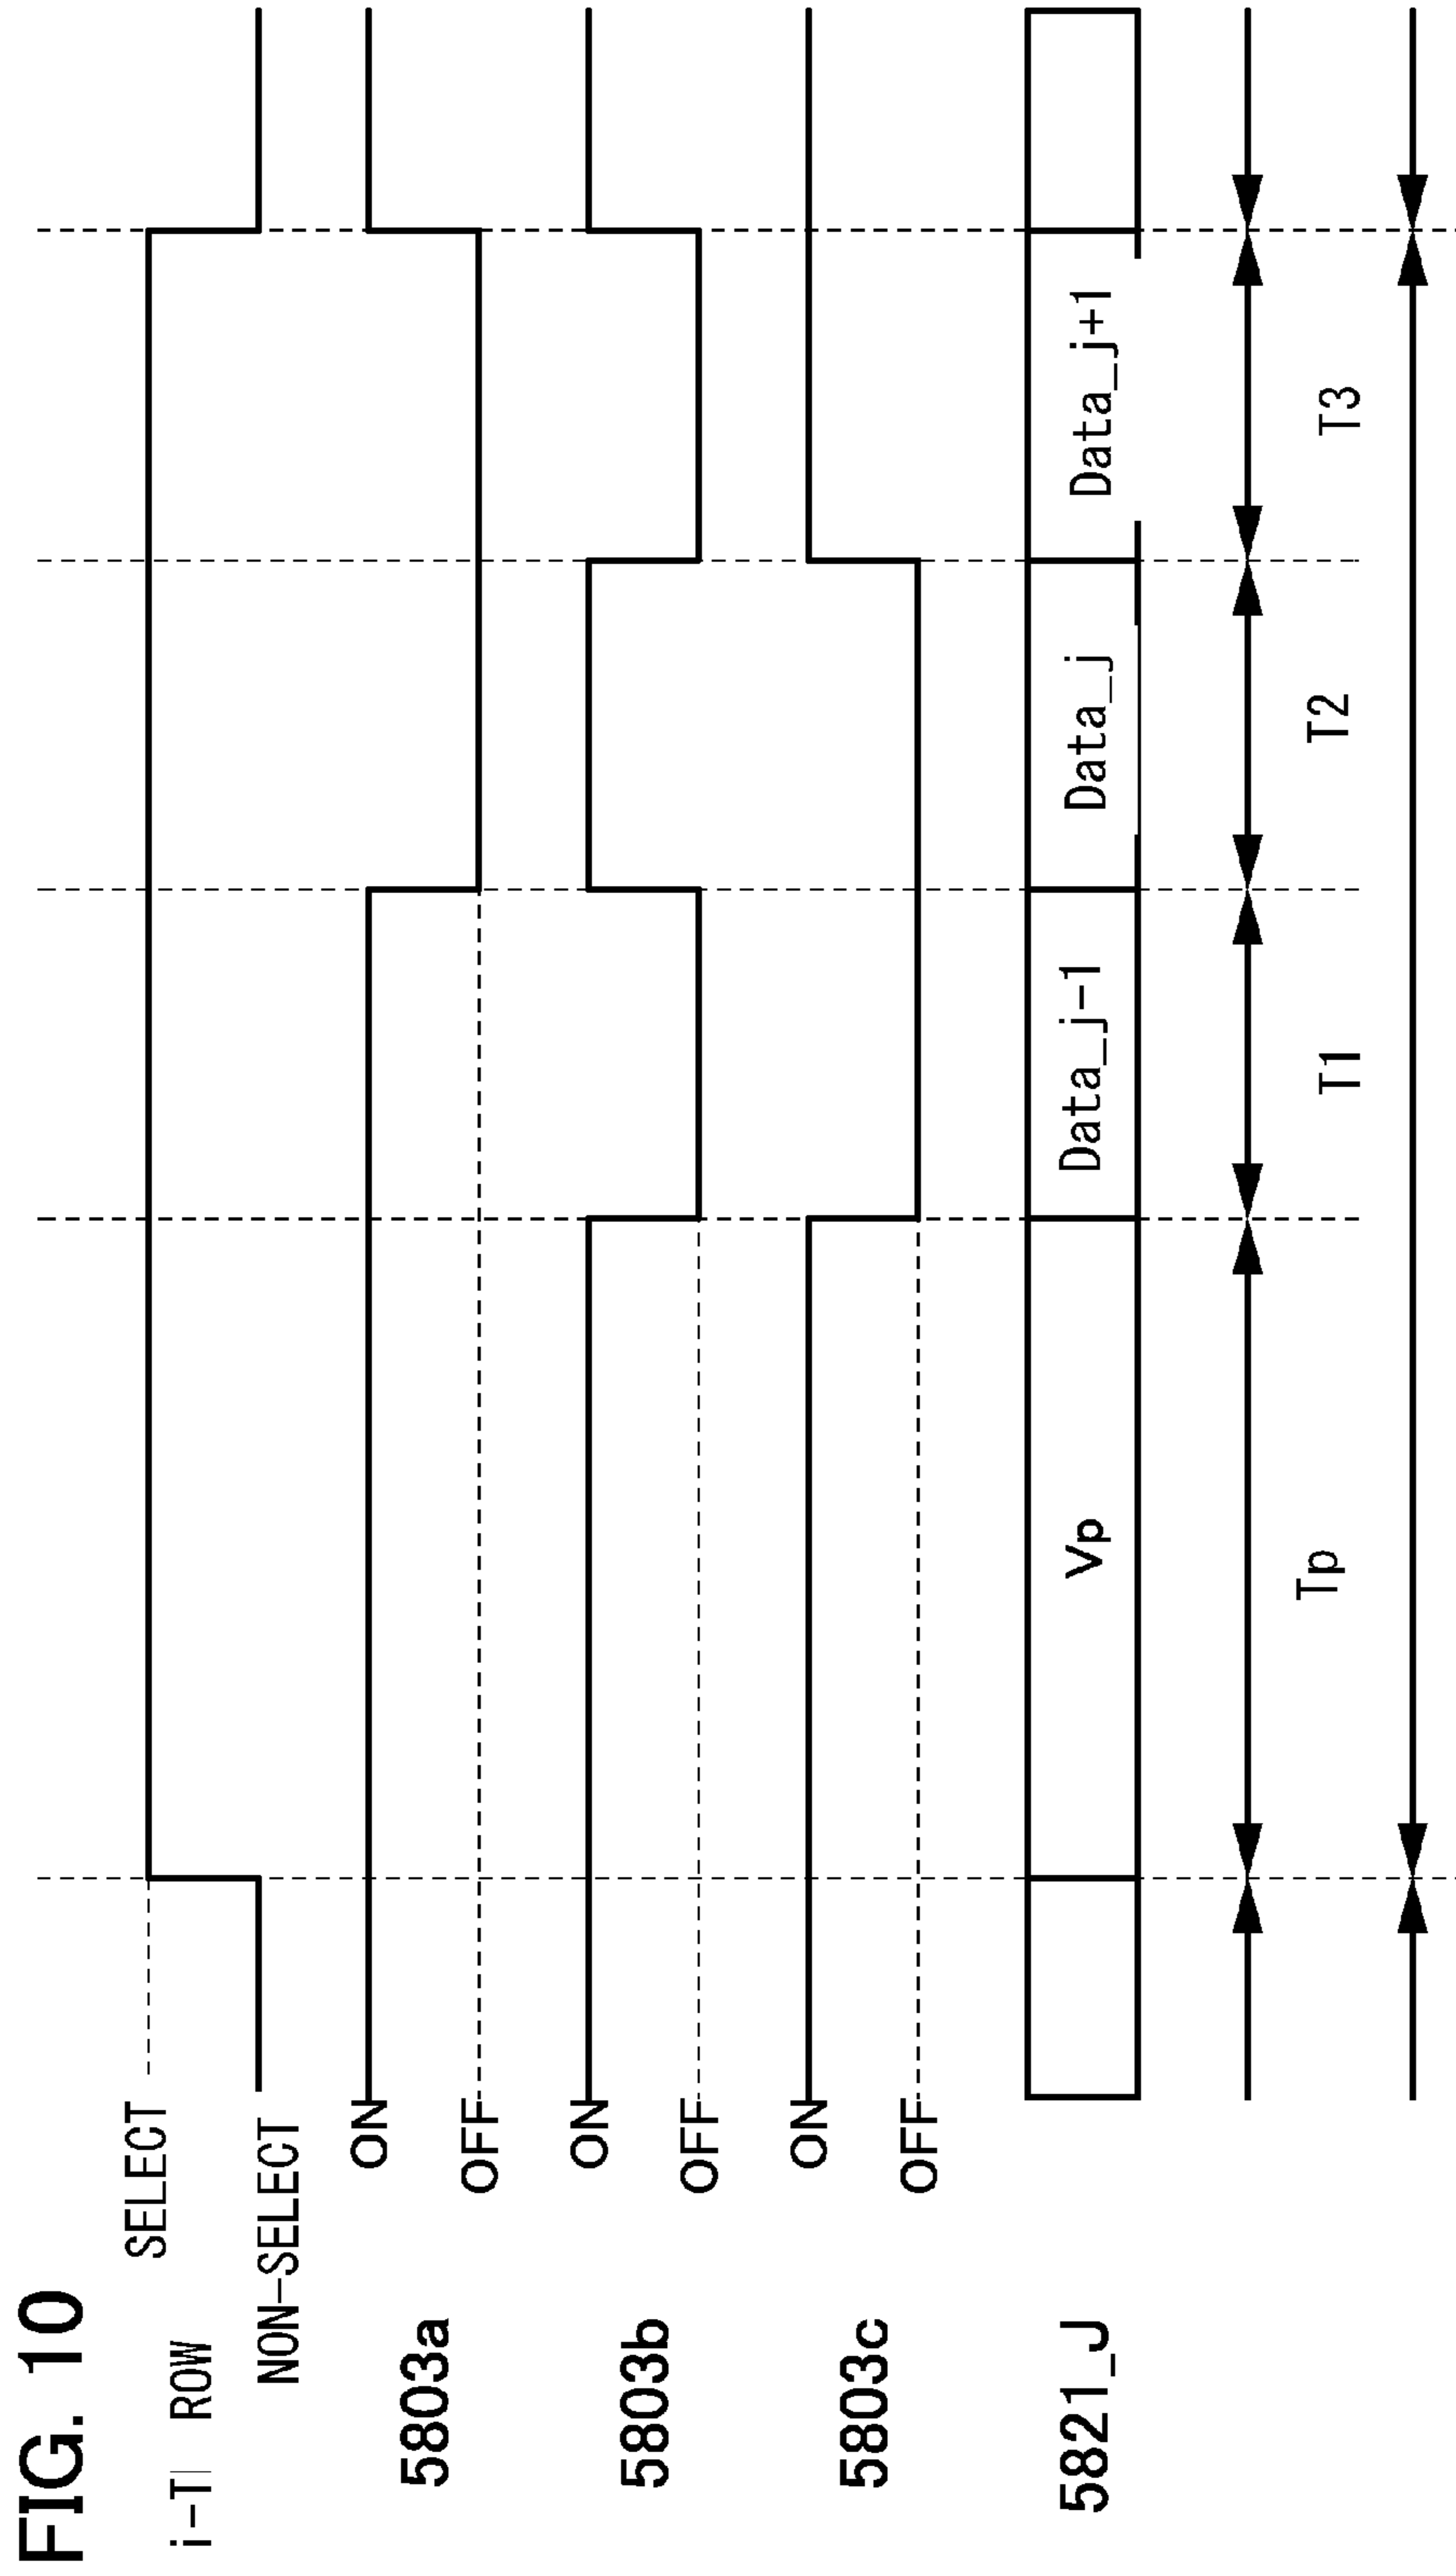 FIG. 10
SELECT
i-T ROW
NON-SELECT
ON
5803a
OFF
ON
5803b
OFF
ON
5803c
OFF
5821_J
Vp
Data_j-1
Data_j
Data_j+1
Tp
T1
T2
T3